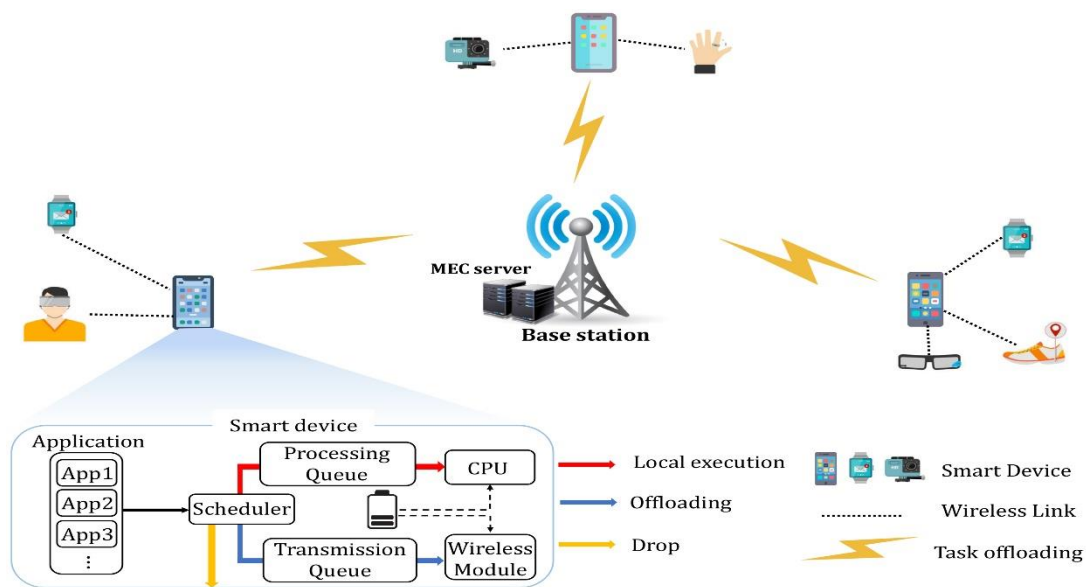 MEC server
Base station
Smart device
Application
App1
App2
App3
Scheduler
Processing
Queue
CPU
Transmission
Queue
Wireless
Module
Local execution
Offloading
Drop
Smart Device
Wireless Link
Task offloading